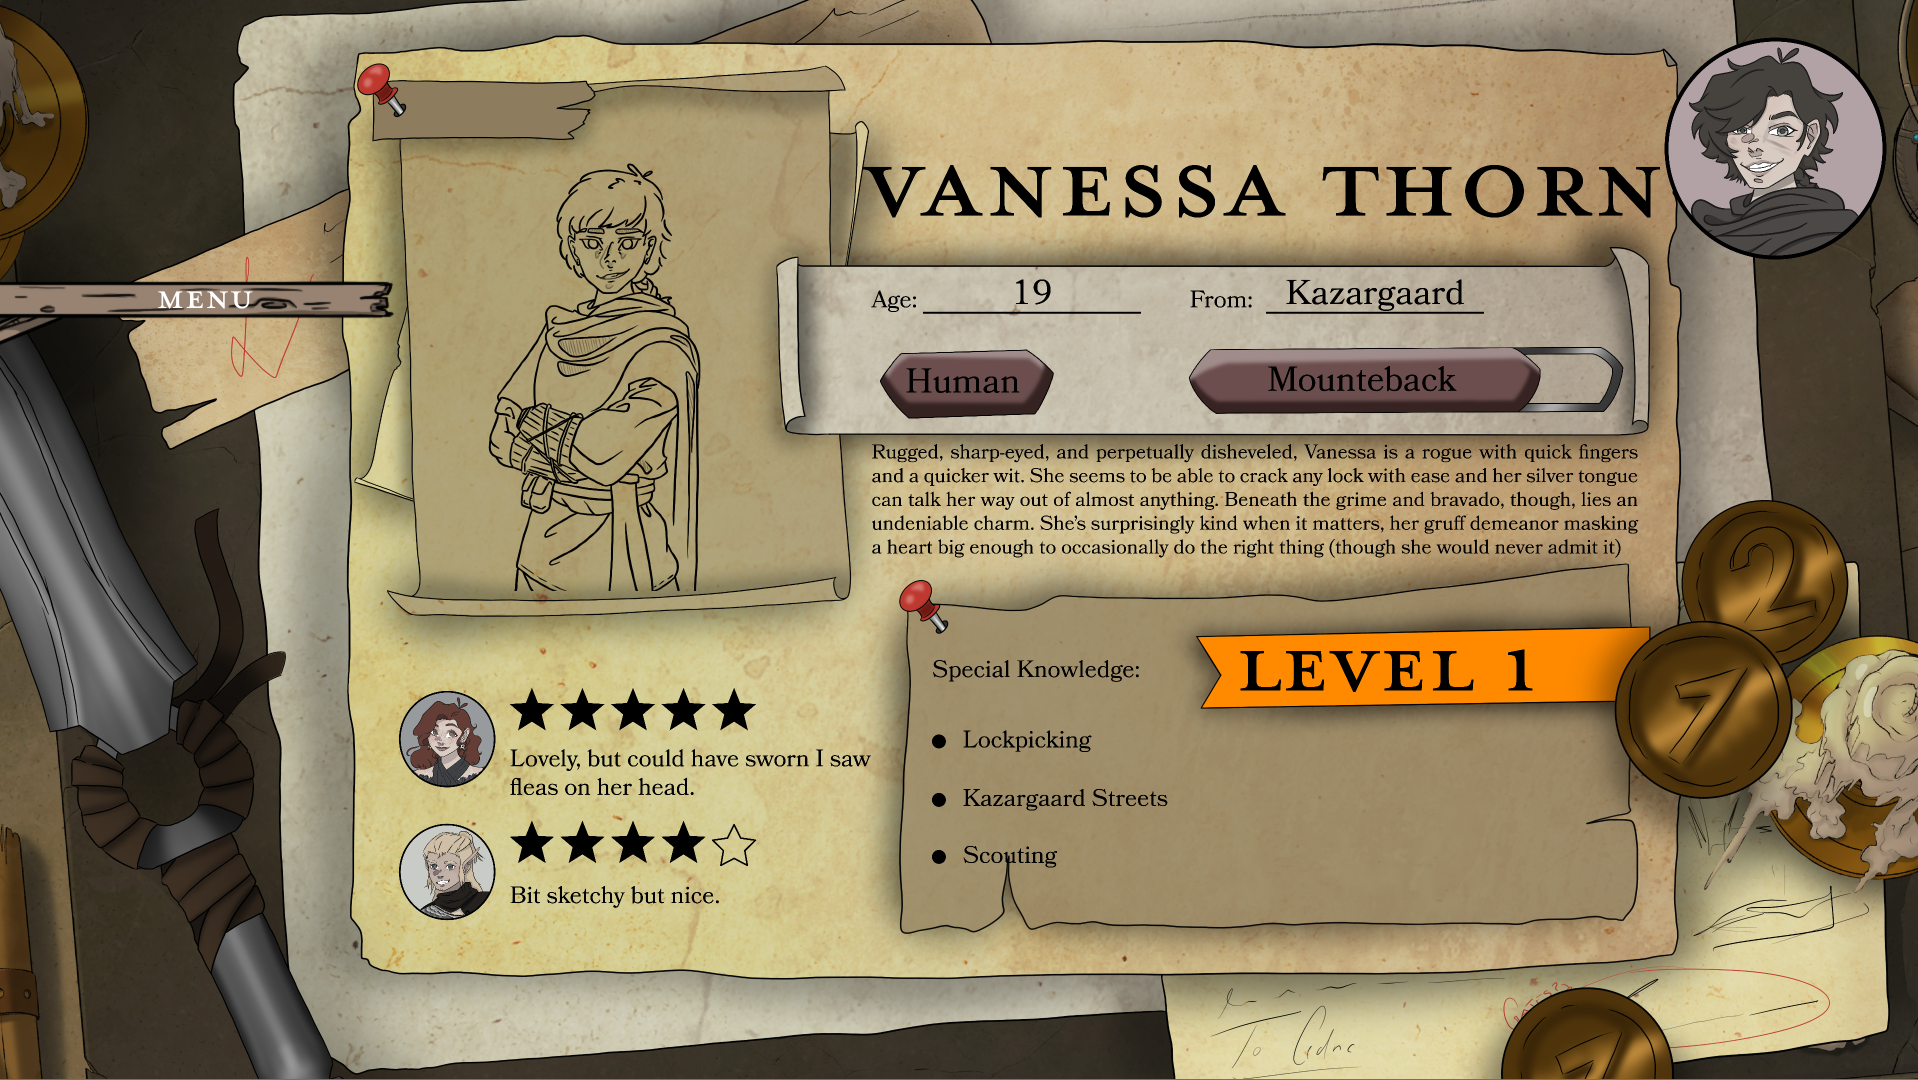 VANESSA THORN
MENU
Age: 19 From: Kazargaard
Human Mounteback
Rugged, sharp-eyed, and perpetually disheveled, Vanessa is a rogue with quick fingers
and a quicker wit. She seems to be able to crack any lock with ease and her silver tongue
can talk her way out of almost anything. Beneath the grime and bravado, though, lies an
undeniable charm. She's surprisingly kind when it matters, her gruff demeanor masking
a heart big enough to occasionally do the right thing (though she would never admit it)
2
Special Knowledge:
LEVEL 1
1
Lockpicking
Kazargaard Streets
Scouting
Lovely, but could have sworn I saw
fleas on her head.
Bit sketchy but nice.
To
1